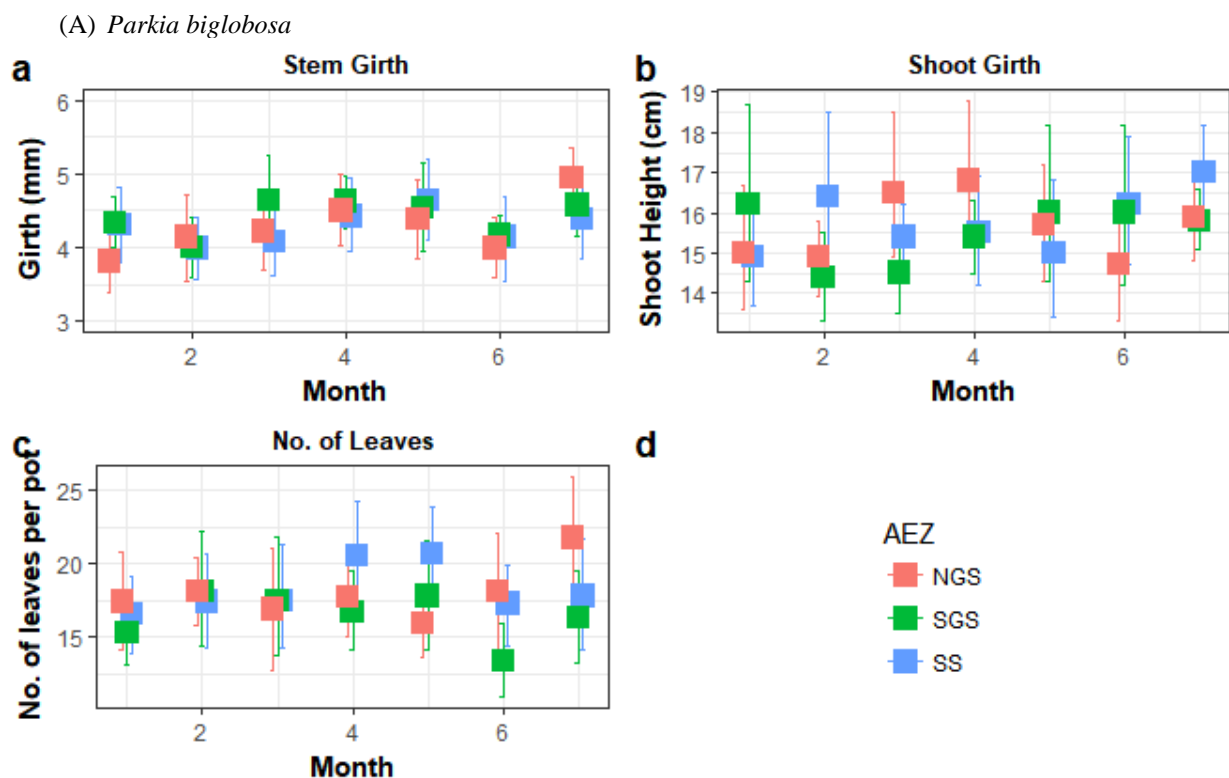 (A) Parkia biglobosa
a
Stem Girth
Girth (mm)
6
5
4
3
2
4
6
Month
b
Shoot Girth
Shoot Height (cm)
19
18
17
16
15
14
2
4
6
Month
c
No. of Leaves
No. of leaves per pot
25
20
15
2
4
6
Month
d
AEZ
NGS
SGS
SS